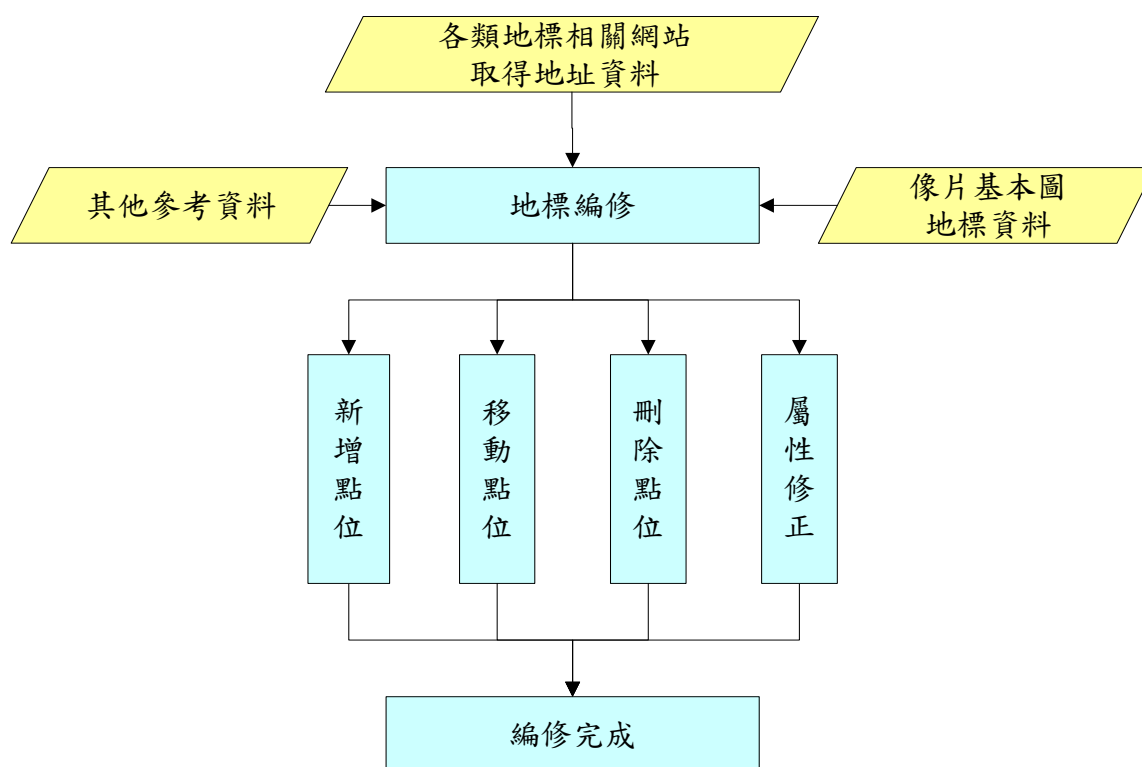 各類地標相關網站
取得地址資料
其他參考資料
地標編修
像片基本圖
地標資料
新增點位
移動點位
刪除點位
屬性修正
編修完成